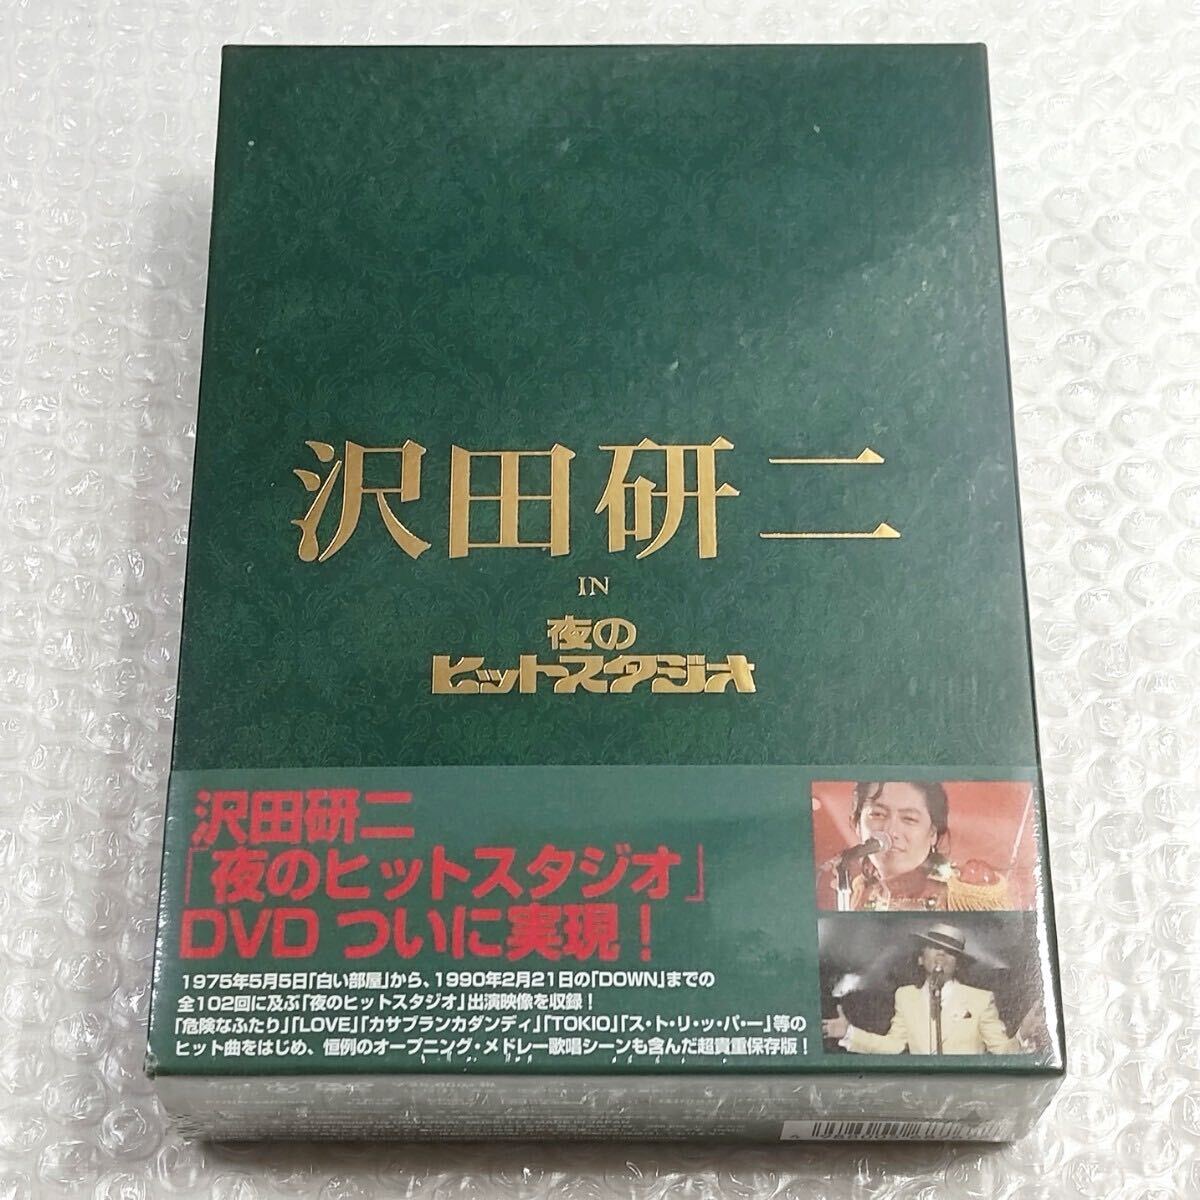 沢田研二
IN
夜の
ヒットスタジオ
沢田研二
「夜のヒットスタジオ」
DVD ついに実現！
1975年5月5日「白い部屋」から、1990年2月21日の「DOWN」までの
全102回に及ぶ「夜のヒットスタジオ」出演映像を収録！
「危険なふたり」「LOVE」「カサブランカダンディ」「TOKIO」「ス・ト・リ・ッ・パ・ー」等の
ヒット曲をはじめ、恒例のオープニング・メドレー歌唱シーンも含んだ超貴重保存版！